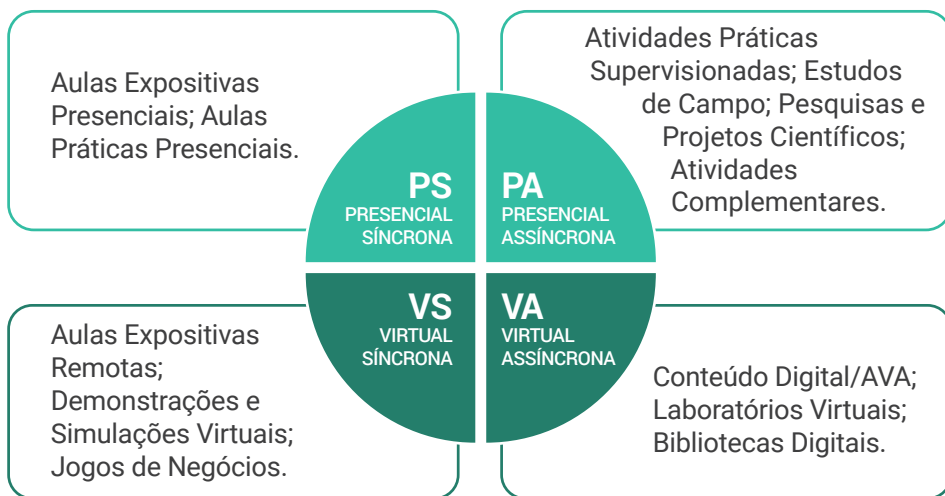 Aulas Expositivas
Presenciais; Aulas
Práticas Presenciais.
Atividades Práticas
Supervisionadas; Estudos
de Campo; Pesquisas e
Projetos Científicos;
Atividades
Complementares.
PS
PRESENCIAL
SÍNCRONA
PA
PRESENCIAL
ASSÍNCRONA
VS
VIRTUAL
SÍNCRONA
VA
VIRTUAL
ASSÍNCRONA
Aulas Expositivas
Remotas;
Demonstrações e
Simulações Virtuais;
Jogos de Negócios.
Conteúdo Digital/AVA;
Laboratórios Virtuais;
Bibliotecas Digitais.